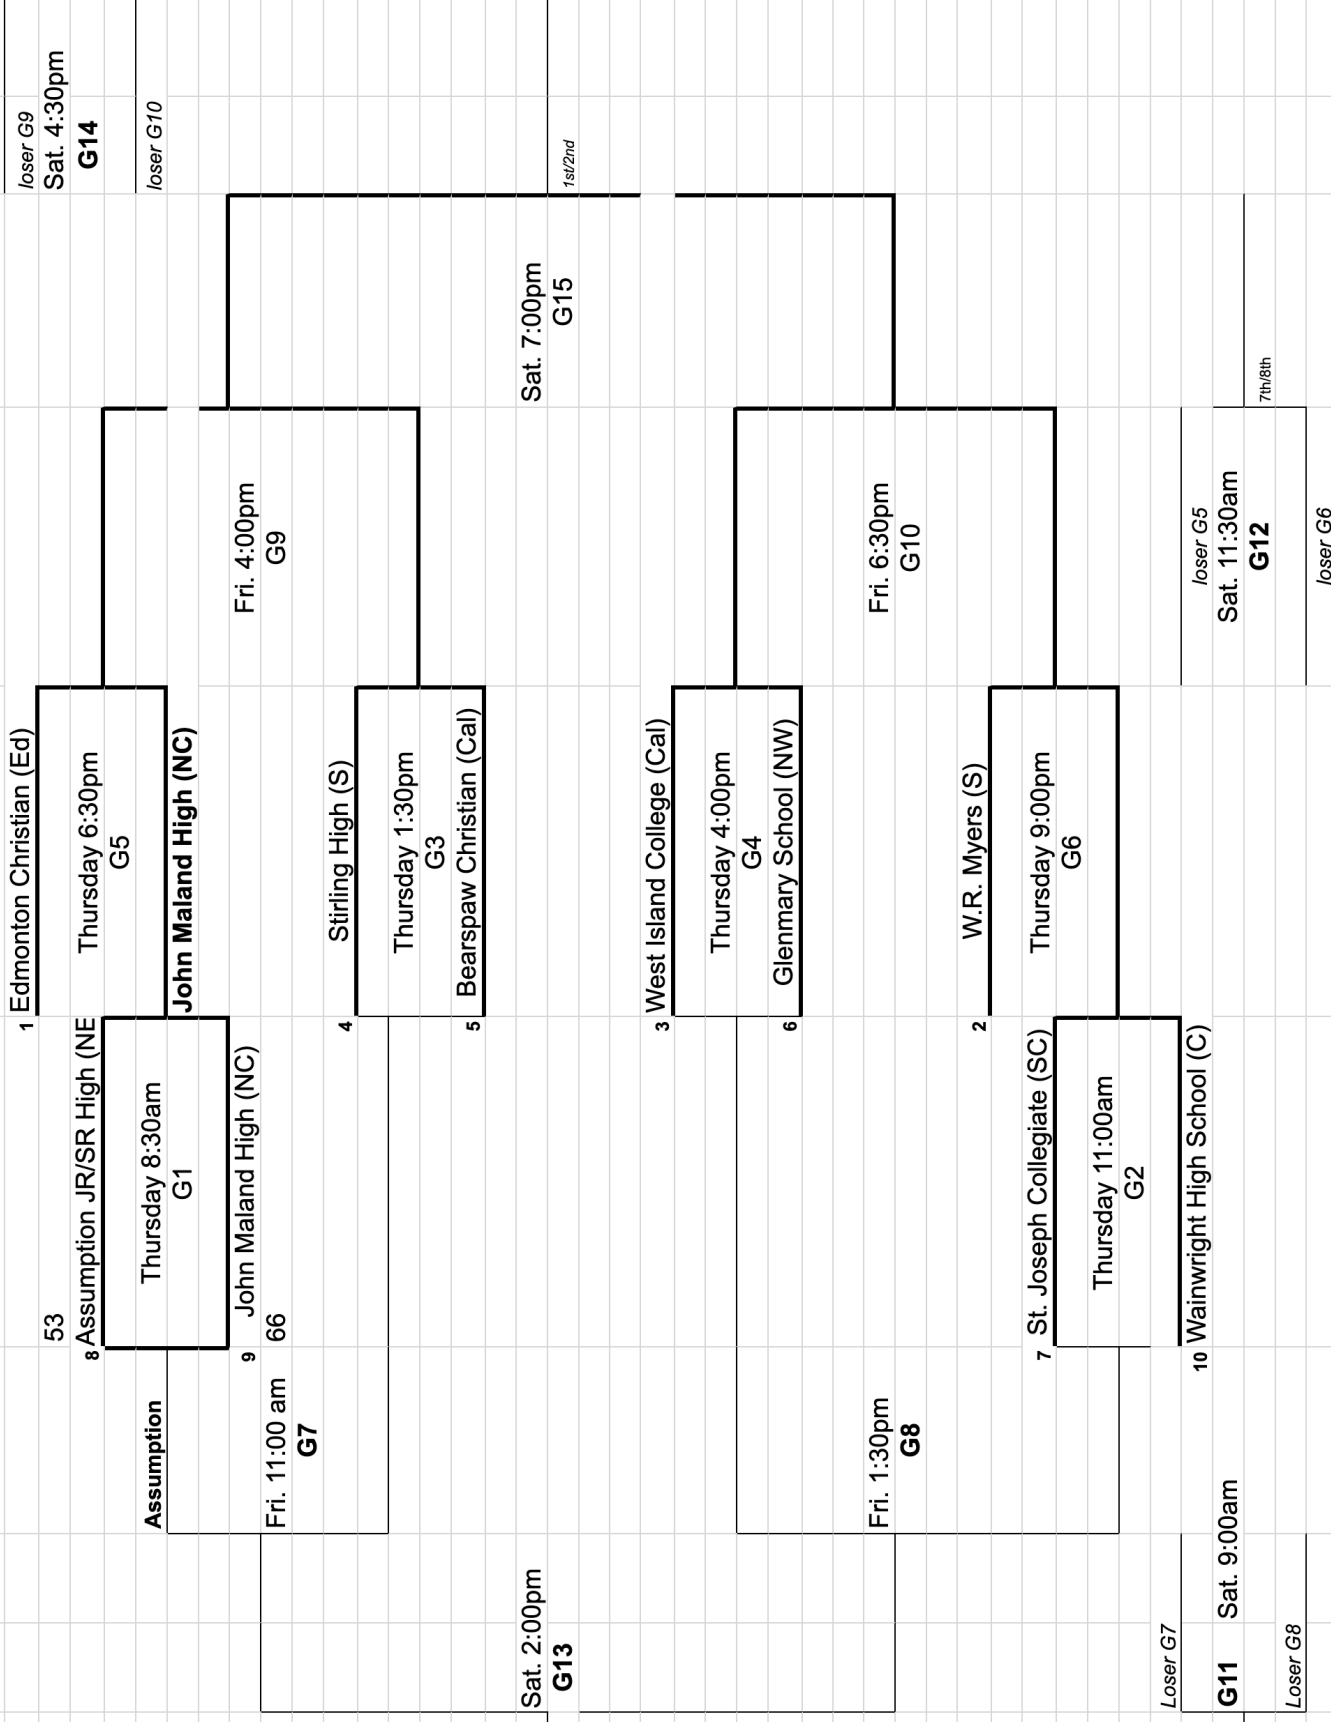 Assumption
Fri. 11:00 am
G7
Sat. 2:00pm
G13
Fri. 1:30pm
G8
Loser G7
G11 Sat. 9:00am
Loser G8
53
8 Assumption JR/SR High (NE
Thursday 8:30am
G1
9 John Maland High (NC)
66
7 St. Joseph Collegiate (SC)
Thursday 11:00am
G2
10 Wainwright High School (C)
1 Edmonton Christian (Ed)
Thursday 6:30pm
G5
John Maland High (NC)
4 Stirling High (S)
Thursday 1:30pm
G3
5 Bearspaw Christian (Cal)
3 West Island College (Cal)
Thursday 4:00pm
G4
6 Glenmary School (NW)
2 W.R. Myers (S)
Thursday 9:00pm
G6
Fri. 4:00pm
G9
Fri. 6:30pm
G10
loser G5
Sat. 11:30am
G12
loser G6
7th/8th
Sat. 7:00pm
G15
1st/2nd
loser G9
Sat. 4:30pm
G14
loser G10